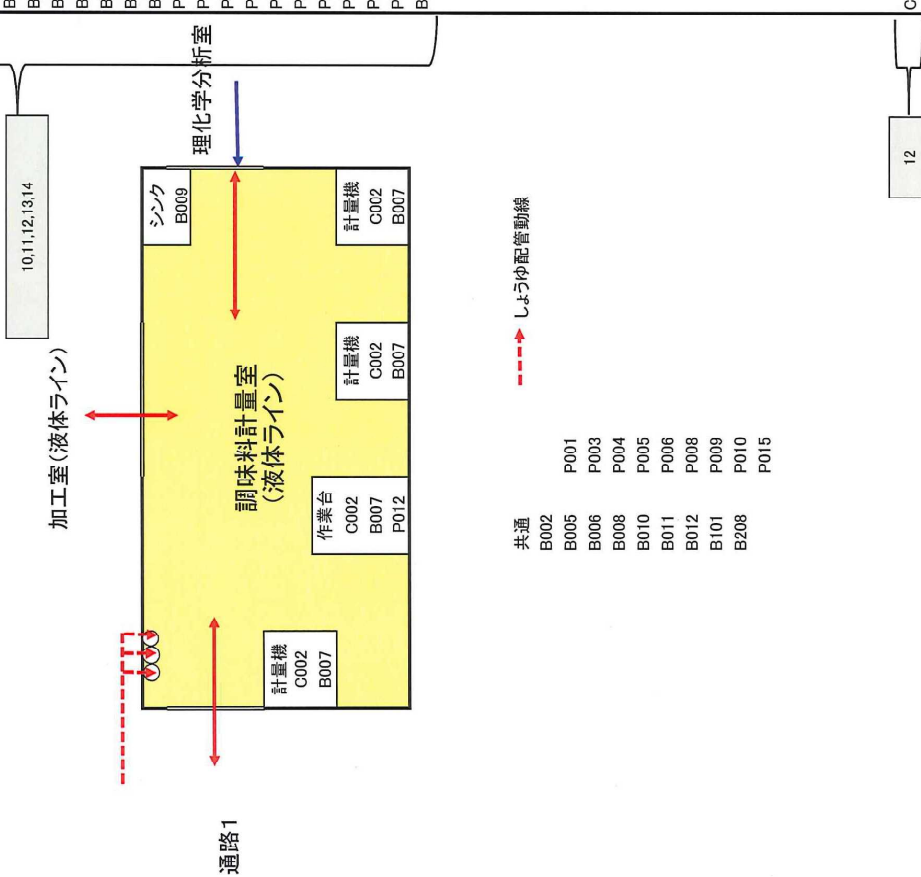 B
B
B
B
B
B
B
P
P
P
P
P
P
P
P
P
P
B
C
10,11,12,13,14
12
理化学分析室
加工室(液体ライン)
シンク
B009
計量機
C002
B007
計量機
C002
B007
調味料計量室
(液体ライン)
作業台
C002
B007
P012
計量機
C002
B007
通路1
しょうゆ配管動線
共通
B002
B005 P001
B006 P003
B008 P004
B010 P005
B011 P006
B012 P008
B101 P009
B208 P010
P015